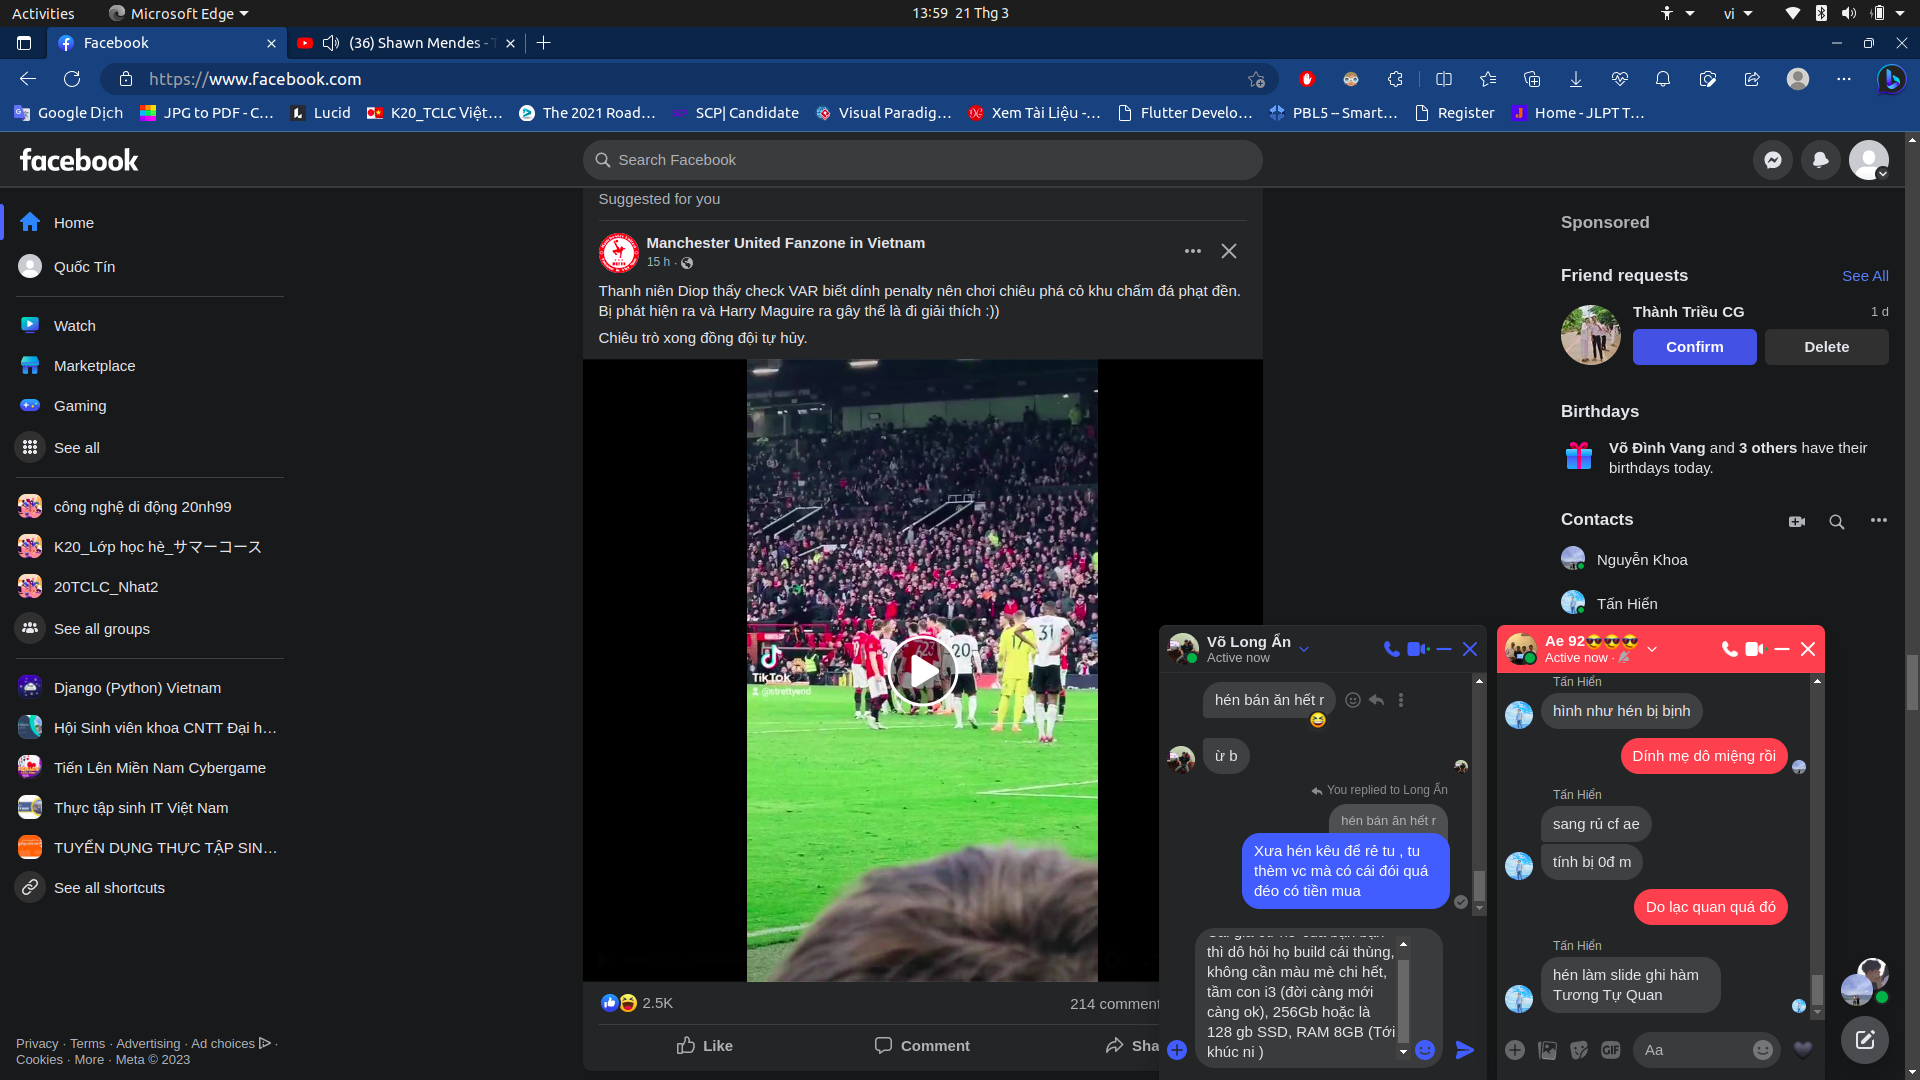 Activities
Microsoft Edge
13:59 21 Thg 3
vi
Facebook
(36) Shawn Mendes -
https://www.facebook.com
Google Dịch
JPG to PDF - C...
Lucid
K20_TCLC Việt...
The 2021 Road...
SCP| Candidate
Visual Paradig...
Xem Tài Liệu -...
Flutter Develo...
PBL5 – Smart...
Register
Home - JLPT T...
facebook
Search Facebook
Home
Quốc Tín
Watch
Marketplace
Gaming
See all
công nghệ di động 20nh99
K20_Lớp học hè_サマーコース
20TCLC_Nhat2
See all groups
Django (Python) Vietnam
Hội Sinh viên khoa CNTT Đại h...
Tiến Lên Miền Nam Cybergame
Thực tập sinh IT Việt Nam
TUYỂN DỤNG THỰC TẬP SIN...
See all shortcuts
Privacy · Terms · Advertising · Ad choices ·
Cookies · More · Meta © 2023
Suggested for you
Manchester United Fanzone in Vietnam
15 h ·
Thanh niên Diop thấy check VAR biết dính penalty nên chơi chiêu phá cỏ khu chấm đá phạt đền.
Bị phát hiện ra và Harry Maguire ra gây thế là đi giải thích :))
Chiêu trò xong đồng đội tự hủy.
TikTok
@strettyend
23
20
17
31
2.5K
214 comment
Like
Comment
Sha
Sponsored
Friend requests
See All
Thành Triều CG
1 d
Confirm
Delete
Birthdays
Võ Đình Vang and 3 others have their
birthdays today.
Contacts
Nguyễn Khoa
Tấn Hiển
Võ Long Ẩn
Active now
hén bán ăn hết r
ừ b
You replied to Long Ẩn
hén bán ăn hết r
Xưa hén kêu để rẻ tu , tu
thèm vc mà có cái đói quá
đéo có tiền mua
thì dô hỏi họ build cái thùng,
không cần màu mè chi hết,
tầm con i3 (đời càng mới
càng ok), 256Gb hoặc là
128 gb SSD, RAM 8GB (Tới
khúc ni )
Ae 92😎😎😎
Active now ·
Tấn Hiển
hình như hén bị bịnh
Dính mẹ dô miệng rồi
Tấn Hiển
sang rủ cf ae
tính bị 0đ m
Do lạc quan quá đó
Tấn Hiển
hén làm slide ghi hàm
Tương Tự Quan
GIF
Aa